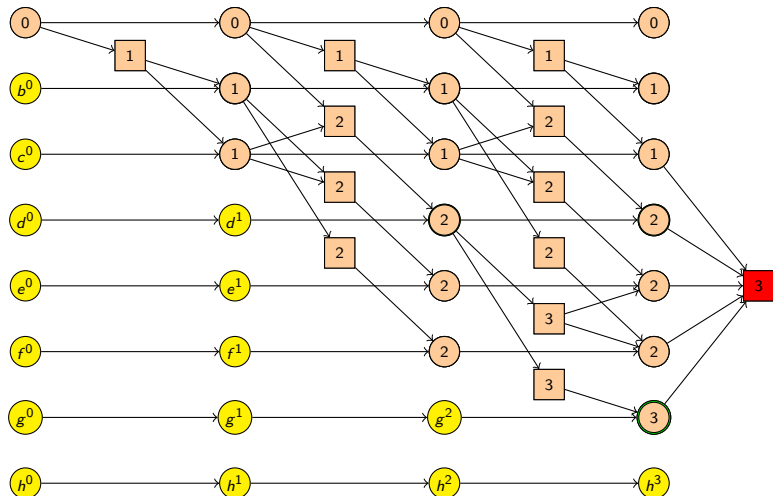 0 0 0 0
1 1 1
b⁰ 1 1 1
2 2
c⁰ 1 1 1
2 2
d⁰ d¹ 2 2
2 2
e⁰ e¹ 2 2 3
3
f⁰ f¹ 2 2
3
g⁰ g¹ g² 3
h⁰ h¹ h² h³